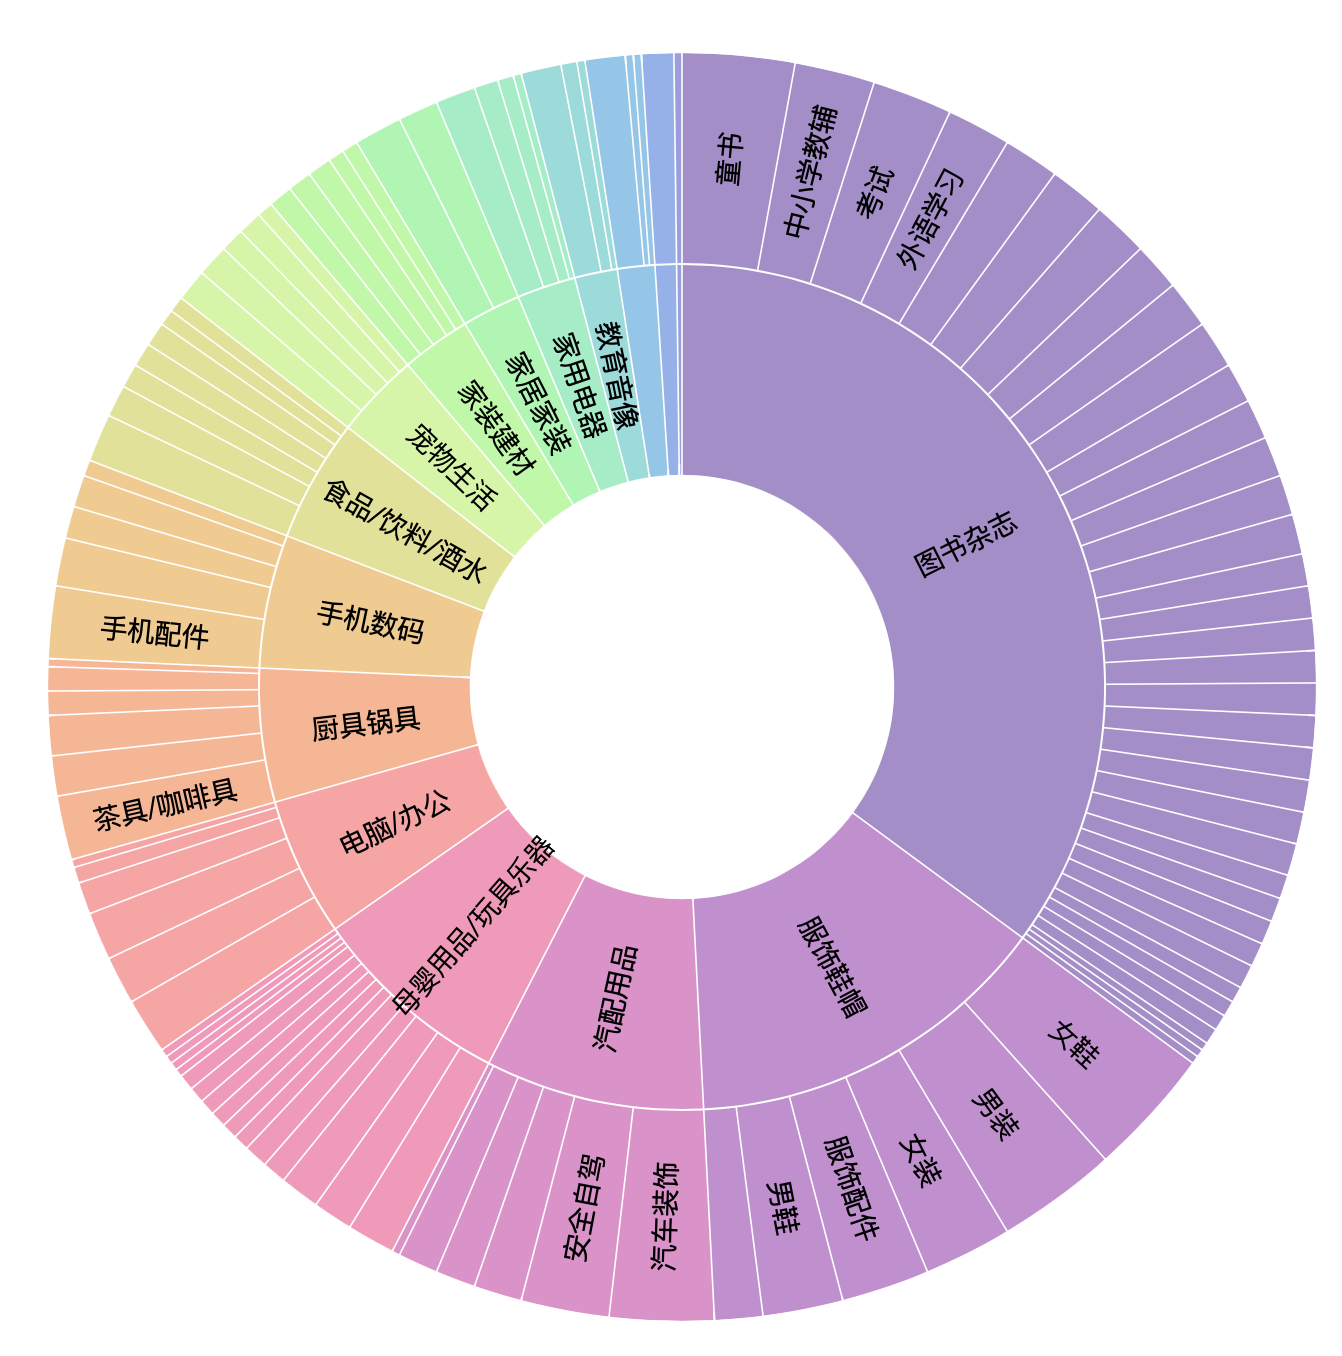 童书
中小学教辅
考试
外语学习
图书杂志
服饰鞋帽
女鞋
男装
女装
服饰配件
男鞋
汽配用品
汽车装饰
安全自驾
母婴用品/玩具乐器
电脑/办公
厨具锅具
茶具/咖啡具
手机数码
手机配件
食品/饮料/酒水
宠物生活
家装建材
家居家装
家用电器
教育音像